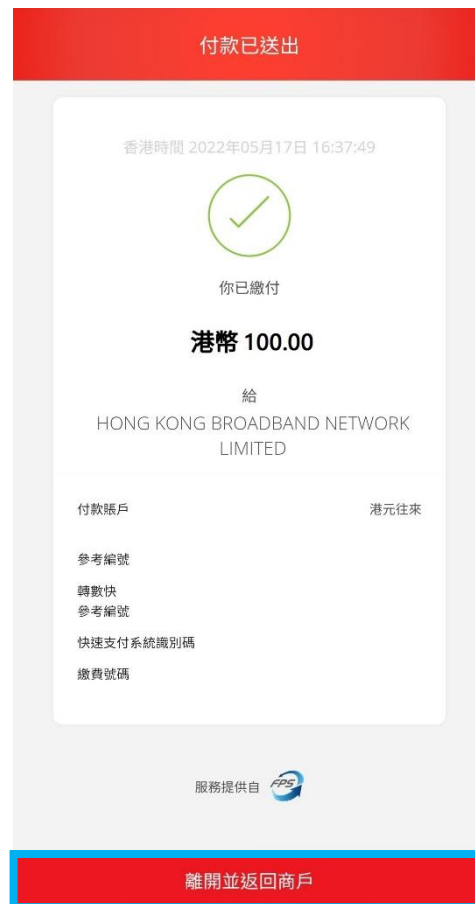 付款已送出
香港時間 2022年05月17日 16:37:49
你已繳付
港幣 100.00
給
HONG KONG BROADBAND NETWORK
LIMITED
付款賬戶 港元往來
參考編號
轉數快
參考編號
快速支付系統識別碼
繳費號碼
服務提供自 FPS
離開並返回商戶